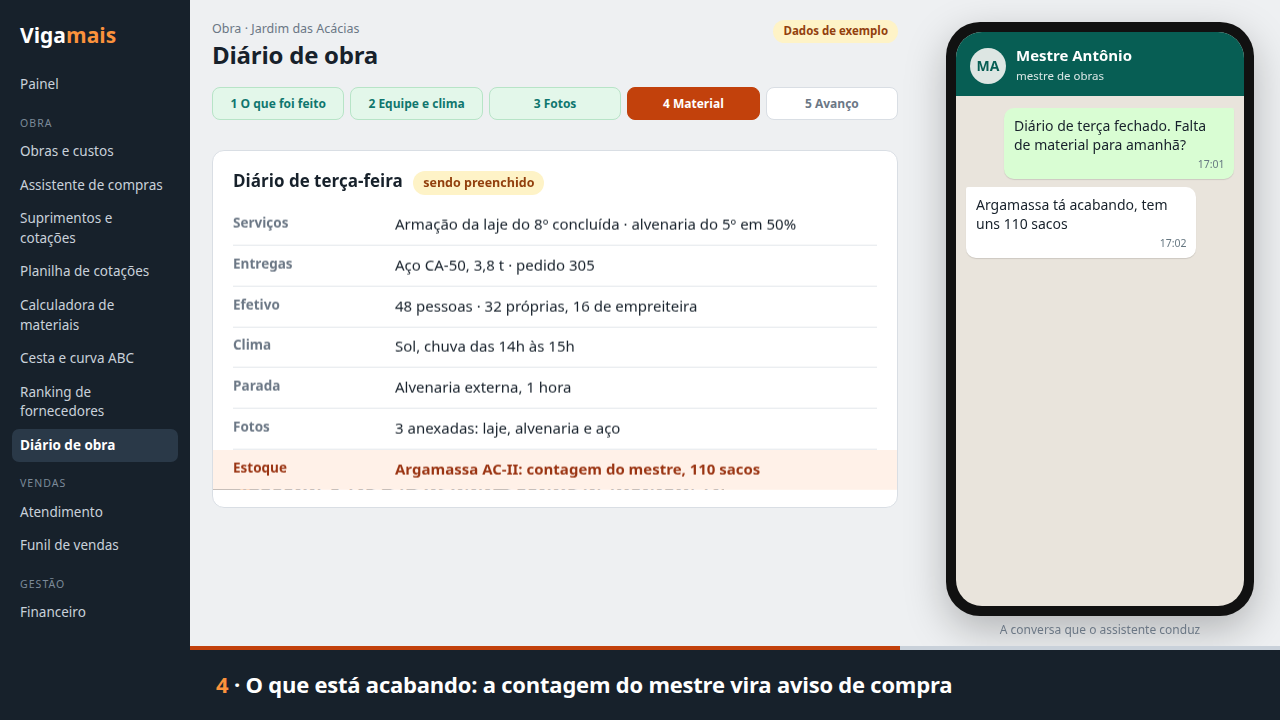 Vigamais
Painel
OBRA
Obras e custos
Assistente de compras
Suprimentos e
cotações
Planilha de cotações
Calculadora de
materiais
Cesta e curva ABC
Ranking de
fornecedores
Diário de obra
VENDAS
Atendimento
Funil de vendas
GESTÃO
Financeiro
Obra · Jardim das Acácias
Diário de obra
Dados de exemplo
1 O que foi feito
2 Equipe e clima
3 Fotos
4 Material
5 Avanço
Diário de terça-feira sendo preenchido
Serviços Armação da laje do 8º concluída · alvenaria do 5º em 50%
Entregas Aço CA-50, 3,8 t · pedido 305
Efetivo 48 pessoas · 32 próprias, 16 de empreiteira
Clima Sol, chuva das 14h às 15h
Parada Alvenaria externa, 1 hora
Fotos 3 anexadas: laje, alvenaria e aço
Estoque Argamassa AC-II: contagem do mestre, 110 sacos
MA
Mestre Antônio
mestre de obras
Diário de terça fechado. Falta
de material para amanhã?
17:01
Argamassa tá acabando, tem
uns 110 sacos
17:02
A conversa que o assistente conduz
4 · O que está acabando: a contagem do mestre vira aviso de compra